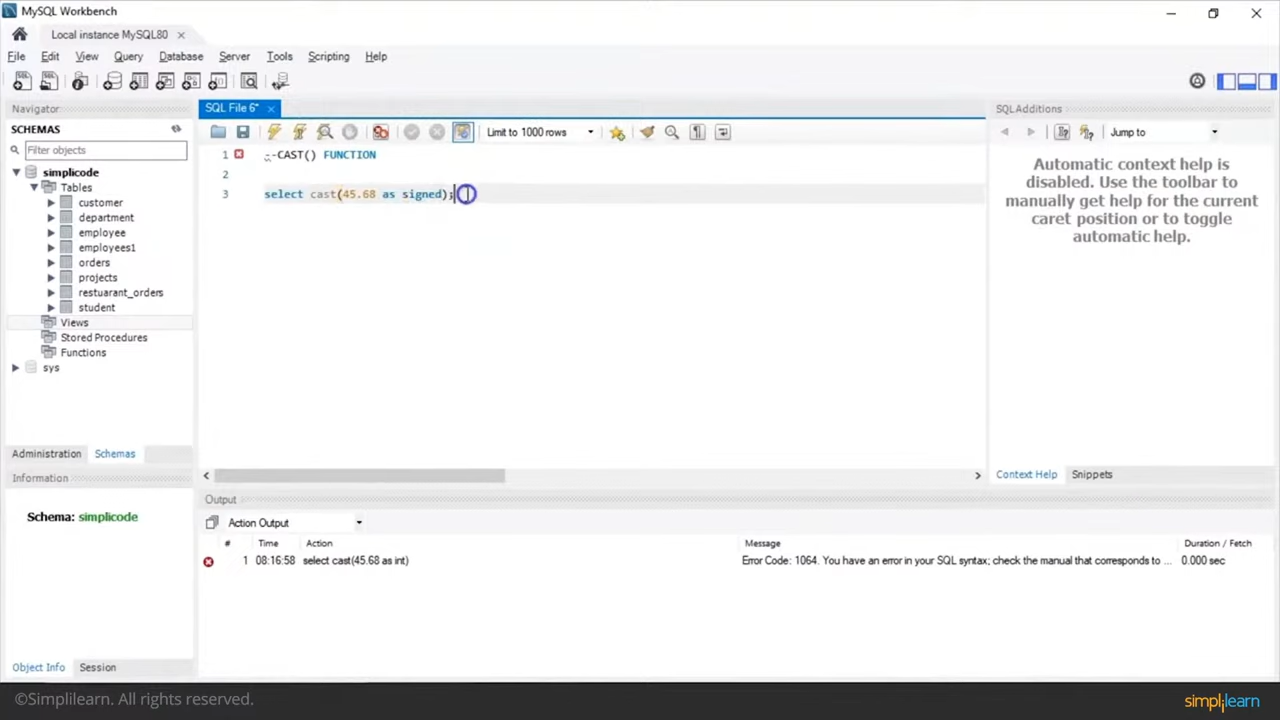 MySQL Workbench
Local instance MySQL80
File Edit View Query Database Server Tools Scripting Help
Navigator
SCHEMAS
Filter objects
simplicode
Tables
customer
department
employee
employees1
orders
projects
restuarant_orders
student
Views
Stored Procedures
Functions
sys
Administration Schemas
Information
Schema: simplicode
Object Info Session
SQL File 6*
Limit to 1000 rows
1 --CAST() FUNCTION
2
3 select cast(45.68 as signed);
SQLAdditions
Jump to
Automatic context help is
disabled. Use the toolbar to
manually get help for the
current caret position or to
toggle automatic help.
Context Help Snippets
Output
Action Output
# Time Action Message Duration / Fetch
1 08:16:58 select cast(45.68 as int) Error Code: 1064. You have an error in your SQL syntax; check the manual that corresponds to ... 0.000 sec
©Simplilearn. All rights reserved.
simplilearn